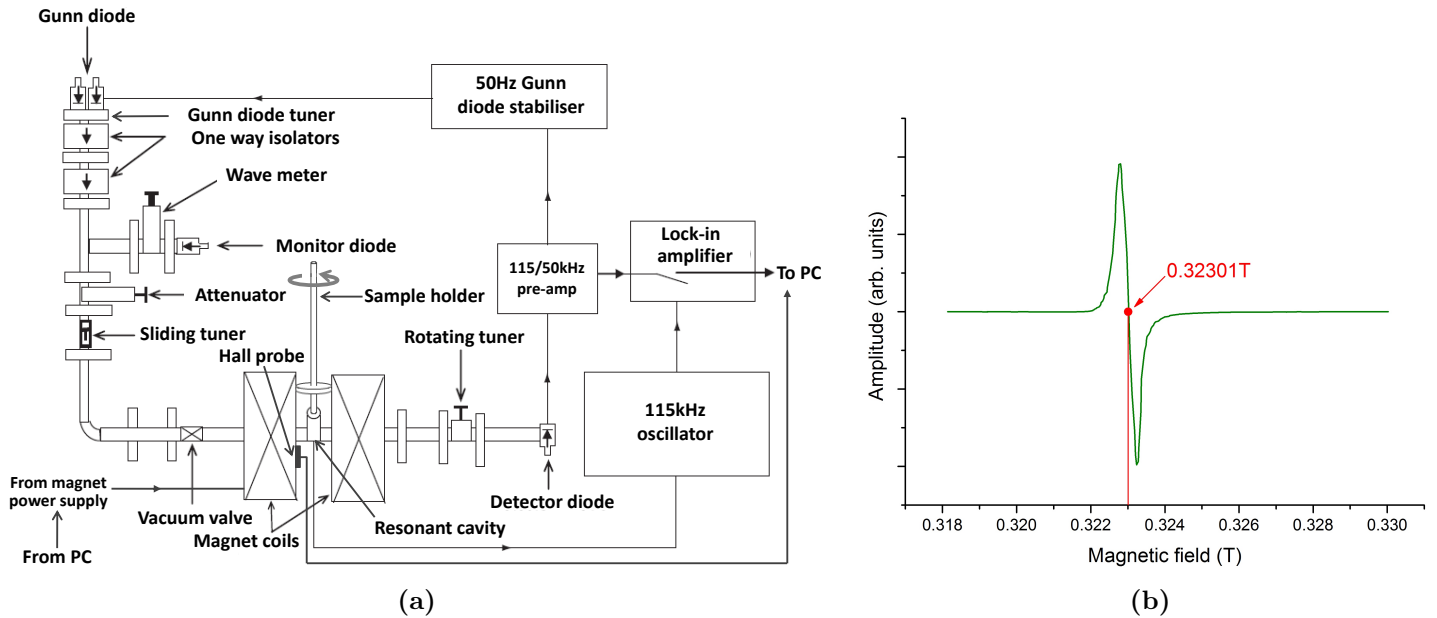 Gunn diode
50Hz Gunn
diode stabiliser
Gunn diode tuner
One way isolators
Wave meter
Monitor diode
Attenuator
Sample holder
115/50kHz
pre-amp
Lock-in
amplifier
To PC
Sliding tuner
Hall probe
Rotating tuner
115kHz
oscillator
From magnet
power supply
From PC
Vacuum valve
Magnet coils
Resonant cavity
Detector diode
(a)
Amplitude (arb. units)
0.32301T
0.318
0.320
0.322
0.324
0.326
0.328
0.330
Magnetic field (T)
(b)